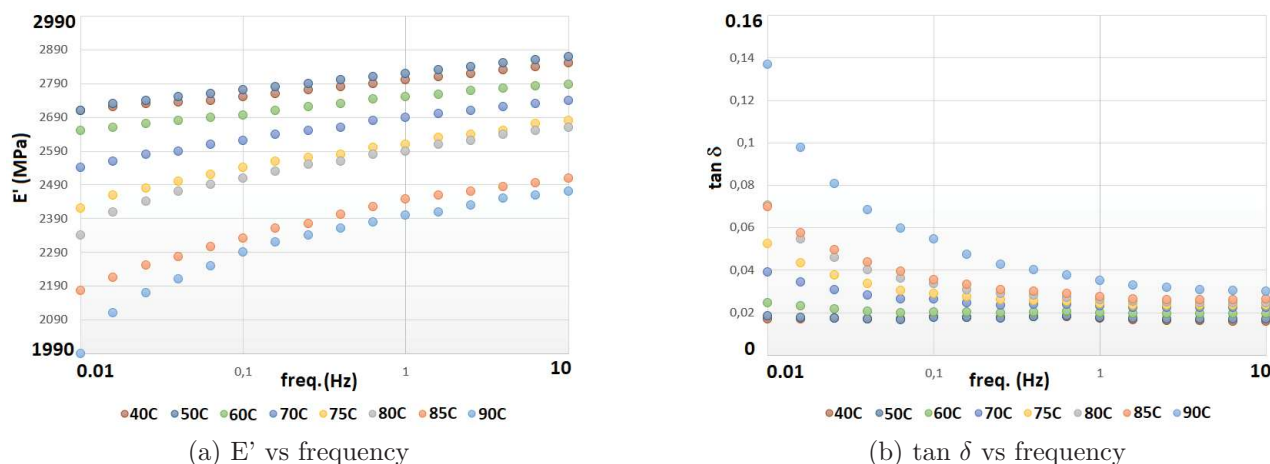 2990
2890
2790
2690
2590
2490
2390
2290
2190
2090
1990
E' (MPa)
0.01 0,1 1 10
freq.(Hz)
40C 50C 60C 70C 75C 80C 85C 90C
(a) E’ vs frequency
0.16
0,14
0,12
0,1
0,08
0,06
0,04
0,02
0
tan δ
0.01 0,1 1 10
freq. (Hz)
40C 50C 60C 70C 75C 80C 85C 90C
(b) tan δ vs frequency